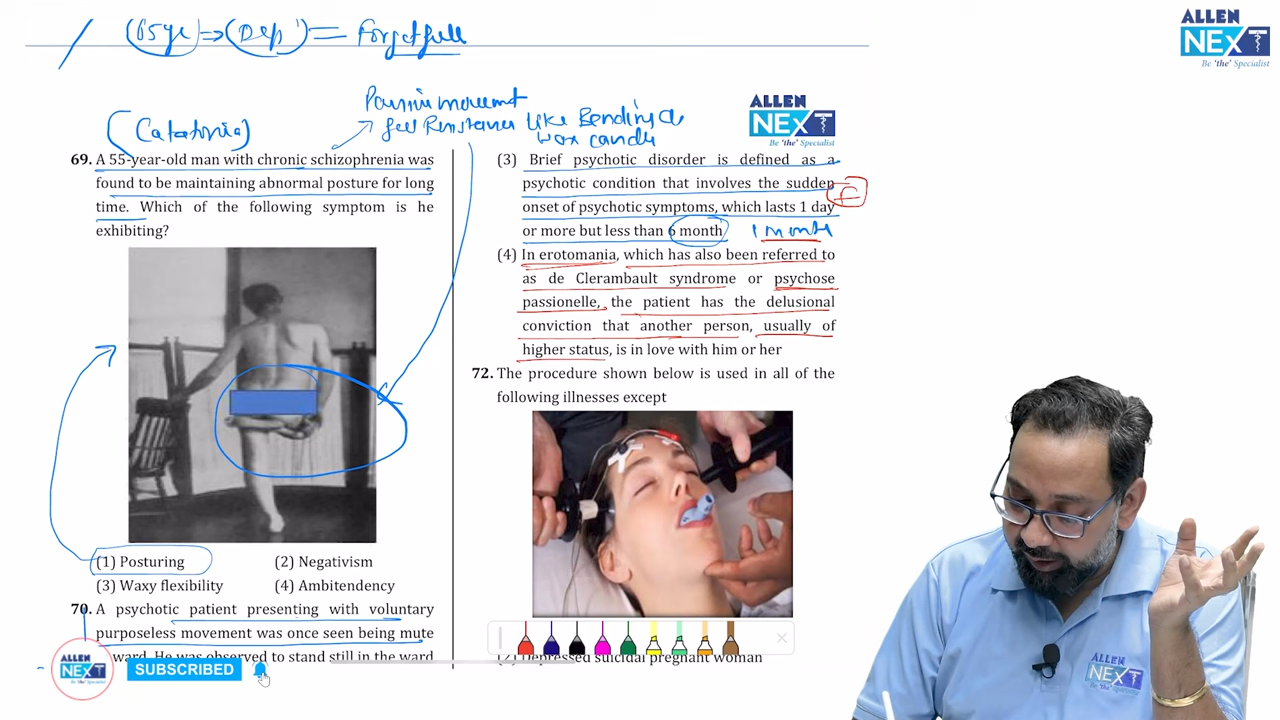 (65yr ⇒ (Dep) = Forgetfull
ALLEN
NEXT
Be 'the' Specialist
(Catatonia)
Passive movement
→ feel Resistance like Bending a
wax candle
ALLEN
NEXT
Be 'the' Specialist
69. A 55-year-old man with chronic schizophrenia was
found to be maintaining abnormal posture for long
time. Which of the following symptom is he
exhibiting?
(1) Posturing
(2) Negativism
(3) Waxy flexibility
(4) Ambitendency
70. A psychotic patient presenting with voluntary
purposeless movement was once seen being mute
ward. He was observed to stand still in the ward
(3) Brief psychotic disorder is defined as a
psychotic condition that involves the sudden
onset of psychotic symptoms, which lasts 1 day
or more but less than 6 month
F
1 month
(4) In erotomania, which has also been referred to
as de Clerambault syndrome or psychose
passionelle, the patient has the delusional
conviction that another person, usually of
higher status, is in love with him or her
72. The procedure shown below is used in all of the
following illnesses except
(2) Depressed suicidal pregnant woman
ALLEN
NEXT
SUBSCRIBED
ALLEN
NEXT
Be 'the' Specialist